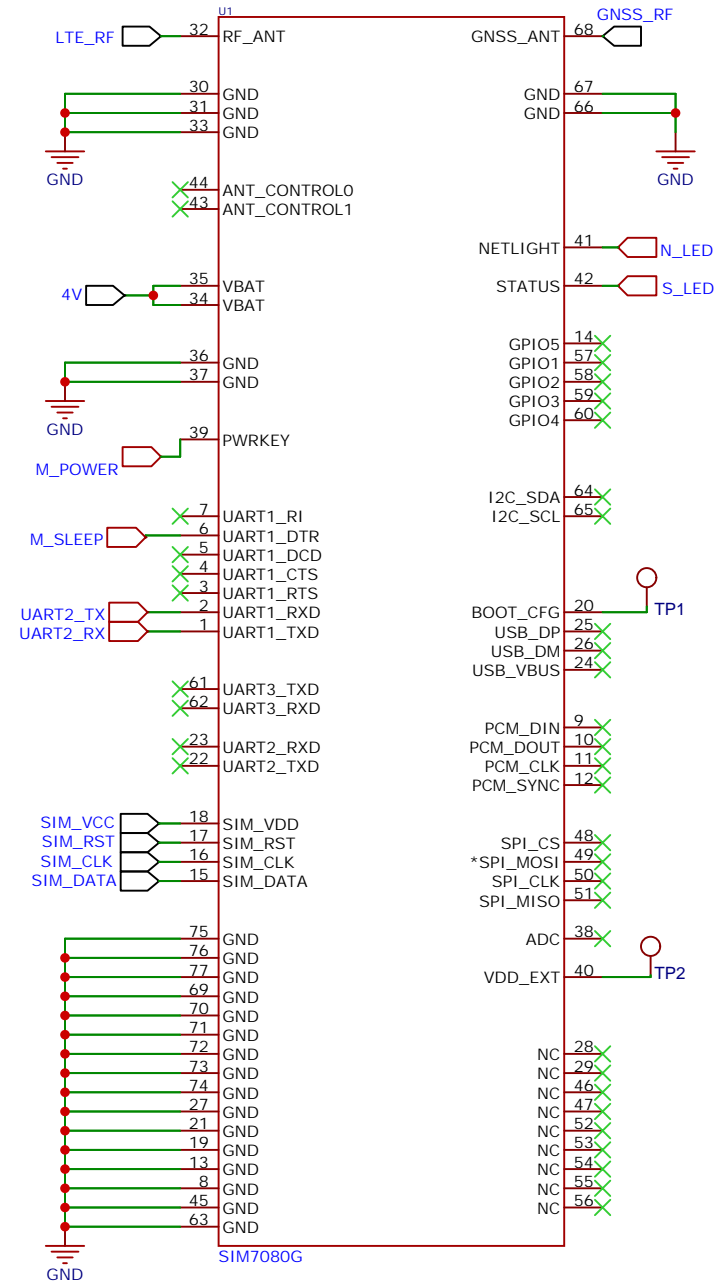 U1
GNSS_RF
LTE_RF 32 RF_ANT GNSS_ANT 68
30 GND GND 67
31 GND GND 66
33 GND
GND GND
44 ANT_CONTROL0
43 ANT_CONTROL1
NETLIGHT 41 N_LED
35 VBAT STATUS 42 S_LED
4V
34 VBAT
GPIO5 14
36 GND GPIO1 57
37 GND GPIO2 58
GPIO3 59
GND GPIO4 60
39 PWRKEY
M_POWER
I2C_SDA 64
7 UART1_RI I2C_SCL 65
M_SLEEP 6 UART1_DTR
5 UART1_DCD
4 UART1_CTS
3 UART1_RTS
UART2_TX 2 UART1_RXD BOOT_CFG 20 TP1
UART2_RX 1 UART1_TXD USB_DP 25
USB_DM 26
USB_VBUS 24
61 UART3_TXD
62 UART3_RXD
PCM_DIN 9
23 UART2_RXD PCM_DOUT 10
22 UART2_TXD PCM_CLK 11
PCM_SYNC 12
SIM_VCC 18 SIM_VDD
SIM_RST 17 SIM_RST SPI_CS 48
SIM_CLK 16 SIM_CLK *SPI_MOSI 49
SIM_DATA 15 SIM_DATA SPI_CLK 50
SPI_MISO 51
75 GND ADC 38
76 GND
77 GND VDD_EXT 40 TP2
69 GND
70 GND
71 GND
72 GND NC 28
73 GND NC 29
74 GND NC 46
27 GND NC 47
21 GND NC 52
19 GND NC 53
13 GND NC 54
8 GND NC 55
45 GND NC 56
63 GND
SIM7080G
GND